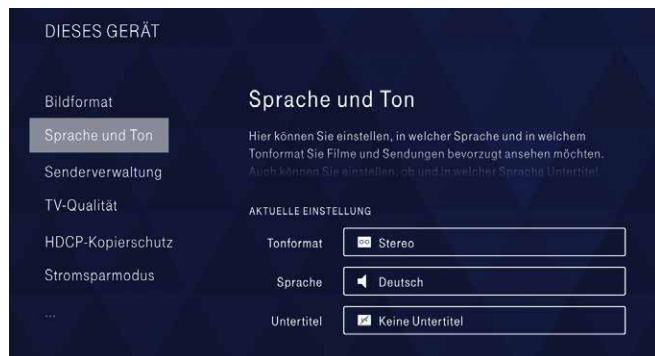 DIESES GERÄT
Bildformat
Sprache und Ton
Senderverwaltung
TV-Qualität
HDCP-Kopierschutz
Stromsparmodus
...
Sprache und Ton
Hier können Sie einstellen, in welcher Sprache und in welchem
Tonformat Sie Filme und Sendungen bevorzugt ansehen möchten.
Auch können Sie einstellen, ob und in welcher Sprache Untertitel
AKTUELLE EINSTELLUNG
Tonformat Stereo
Sprache Deutsch
Untertitel Keine Untertitel